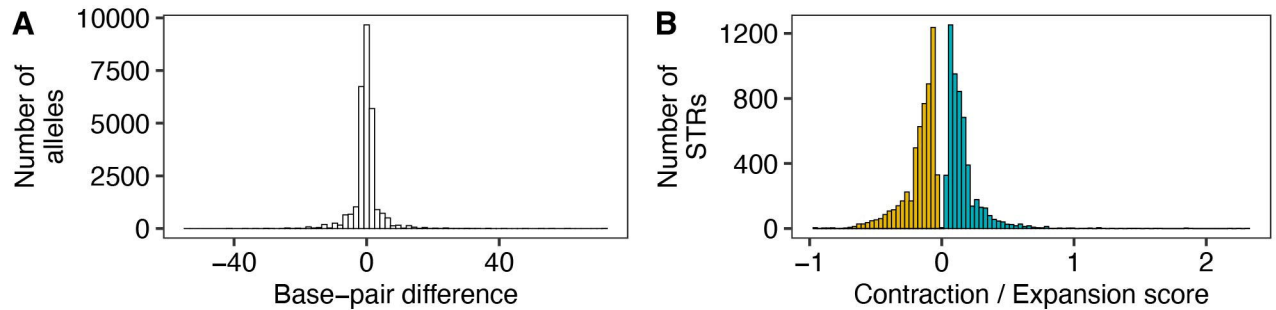 A
Number of
alleles
10000
7500
5000
2500
0
−40
0
40
Base−pair difference
B
Number of
STRs
1200
800
400
0
−1
0
1
2
Contraction / Expansion score